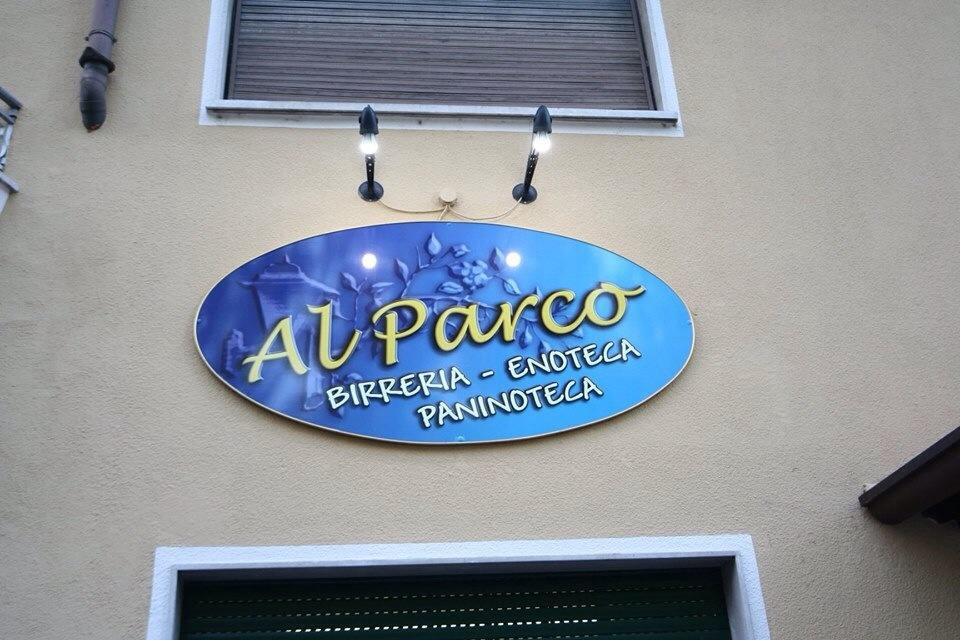 Al Parco
BIRRERIA - ENOTECA
PANINOTECA